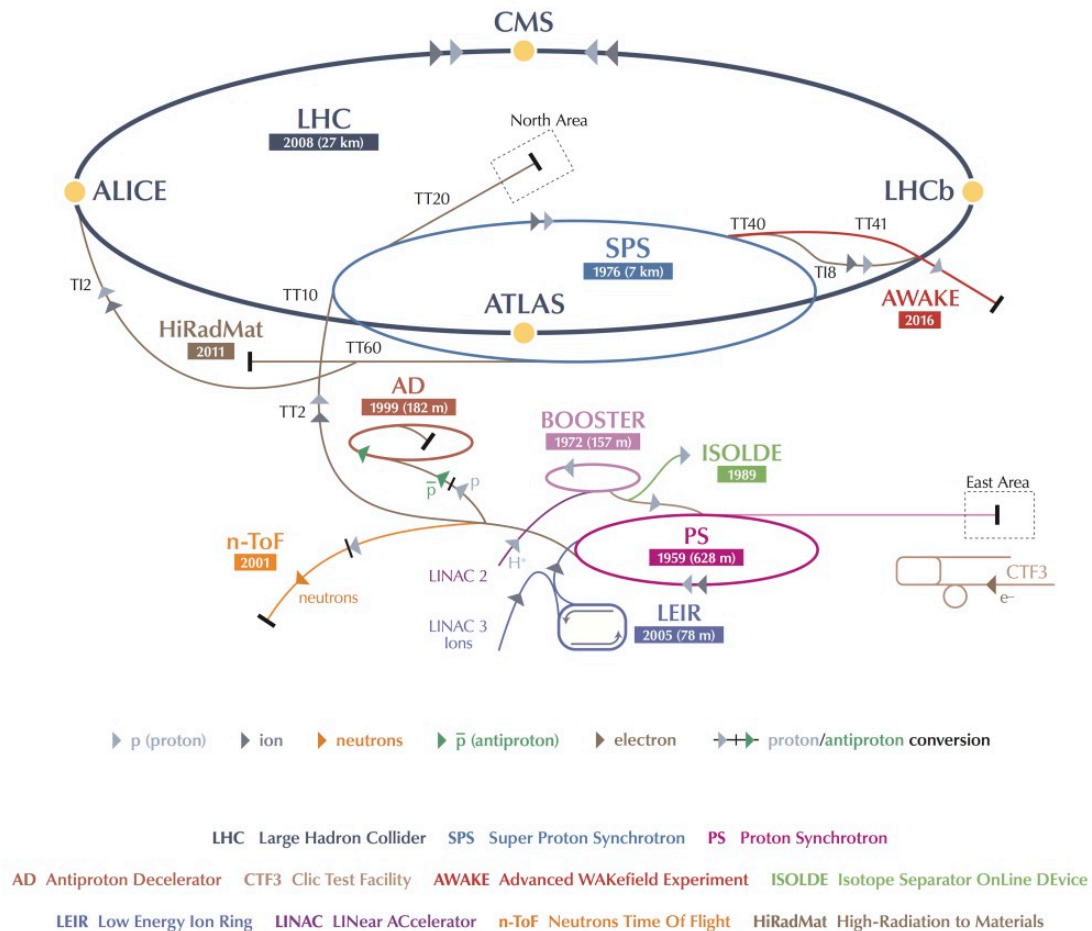 CMS
LHC
2008 (27 km)
North Area
ALICE
LHCb
TT20
TT40
TT41
SPS
1976 (7 km)
TI2
TI8
TT10
ATLAS
AWAKE
2016
HiRadMat
2011
TT60
AD
1999 (182 m)
TT2
BOOSTER
1972 (157 m)
ISOLDE
1989
p̅
p
East Area
n-ToF
2001
PS
1959 (628 m)
LINAC 2
H⁺
neutrons
CTF3
e–
LINAC 3
Ions
LEIR
2005 (78 m)
p (proton) ion neutrons p̅ (antiproton) electron proton/antiproton conversion
LHC Large Hadron Collider SPS Super Proton Synchrotron PS Proton Synchrotron
AD Antiproton Decelerator CTF3 Clic Test Facility AWAKE Advanced WAKefield Experiment ISOLDE Isotope Separator OnLine DEvice
LEIR Low Energy Ion Ring LINAC LINear ACcelerator n-ToF Neutrons Time Of Flight HiRadMat High-Radiation to Materials